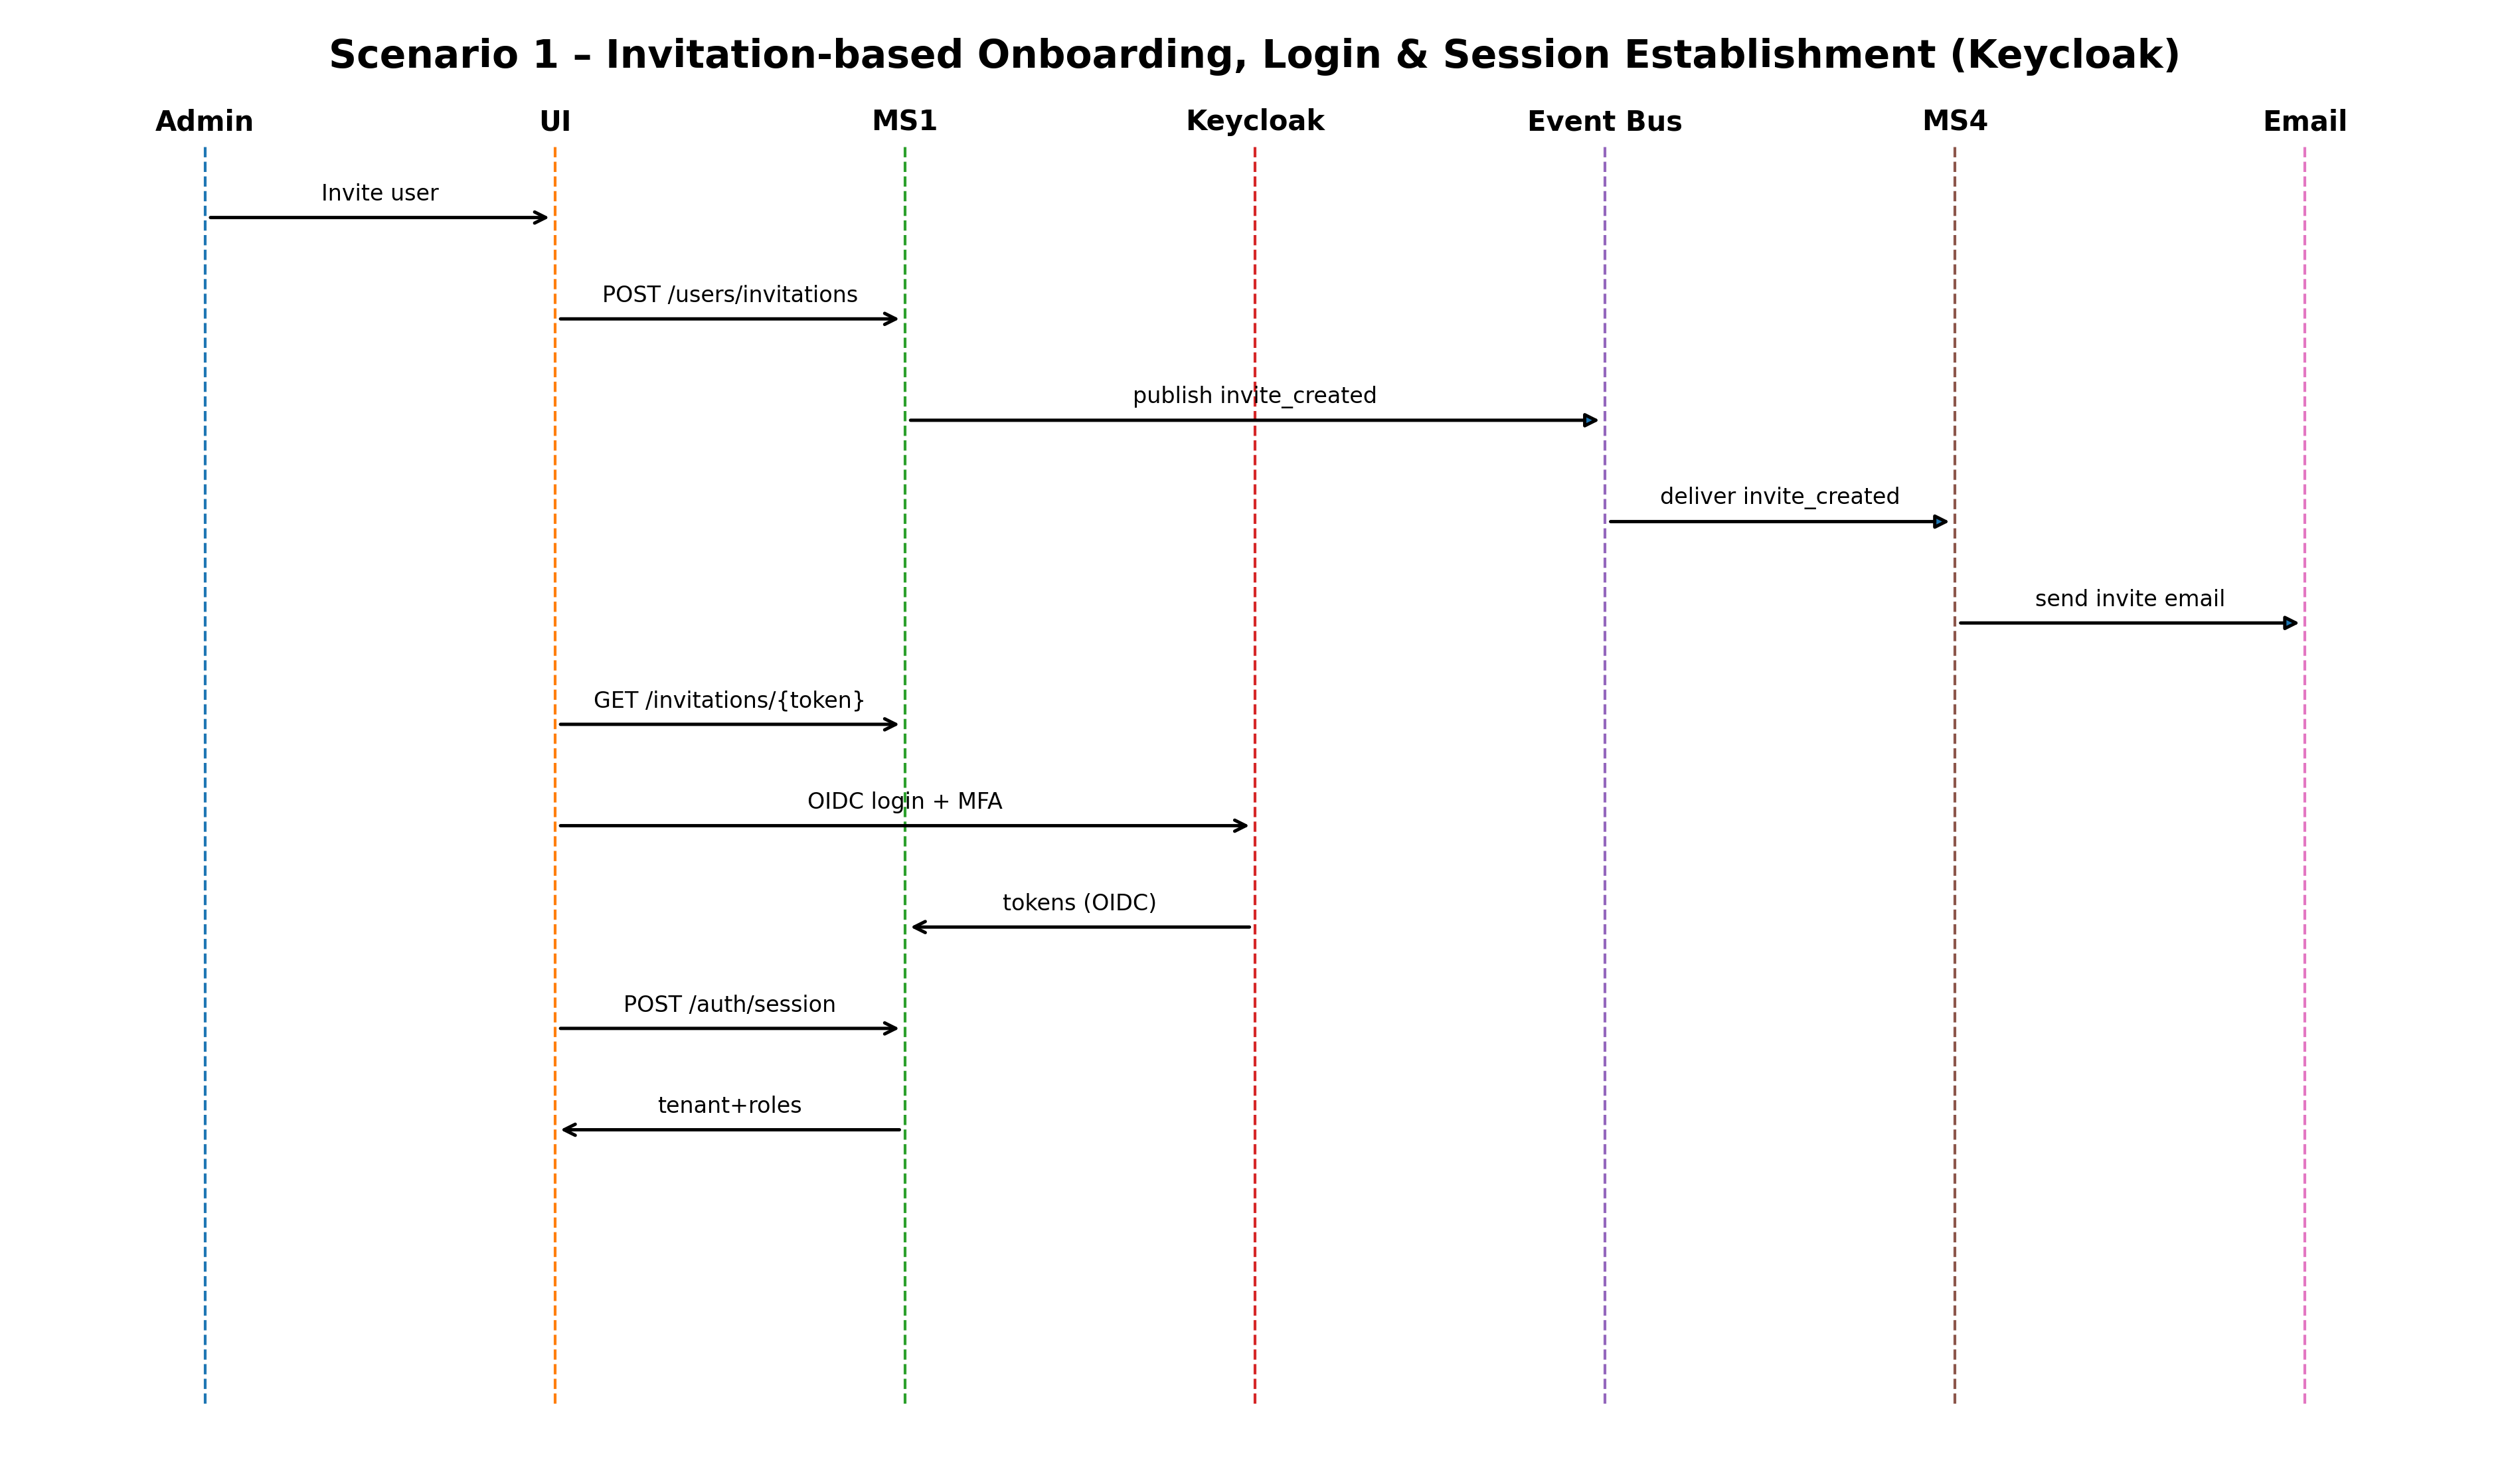 Scenario 1 – Invitation-based Onboarding, Login & Session Establishment (Keycloak)
Admin UI MS1 Keycloak Event Bus MS4 Email
Invite user
POST /users/invitations
publish invite_created
deliver invite_created
send invite email
GET /invitations/{token}
OIDC login + MFA
tokens (OIDC)
POST /auth/session
tenant+roles